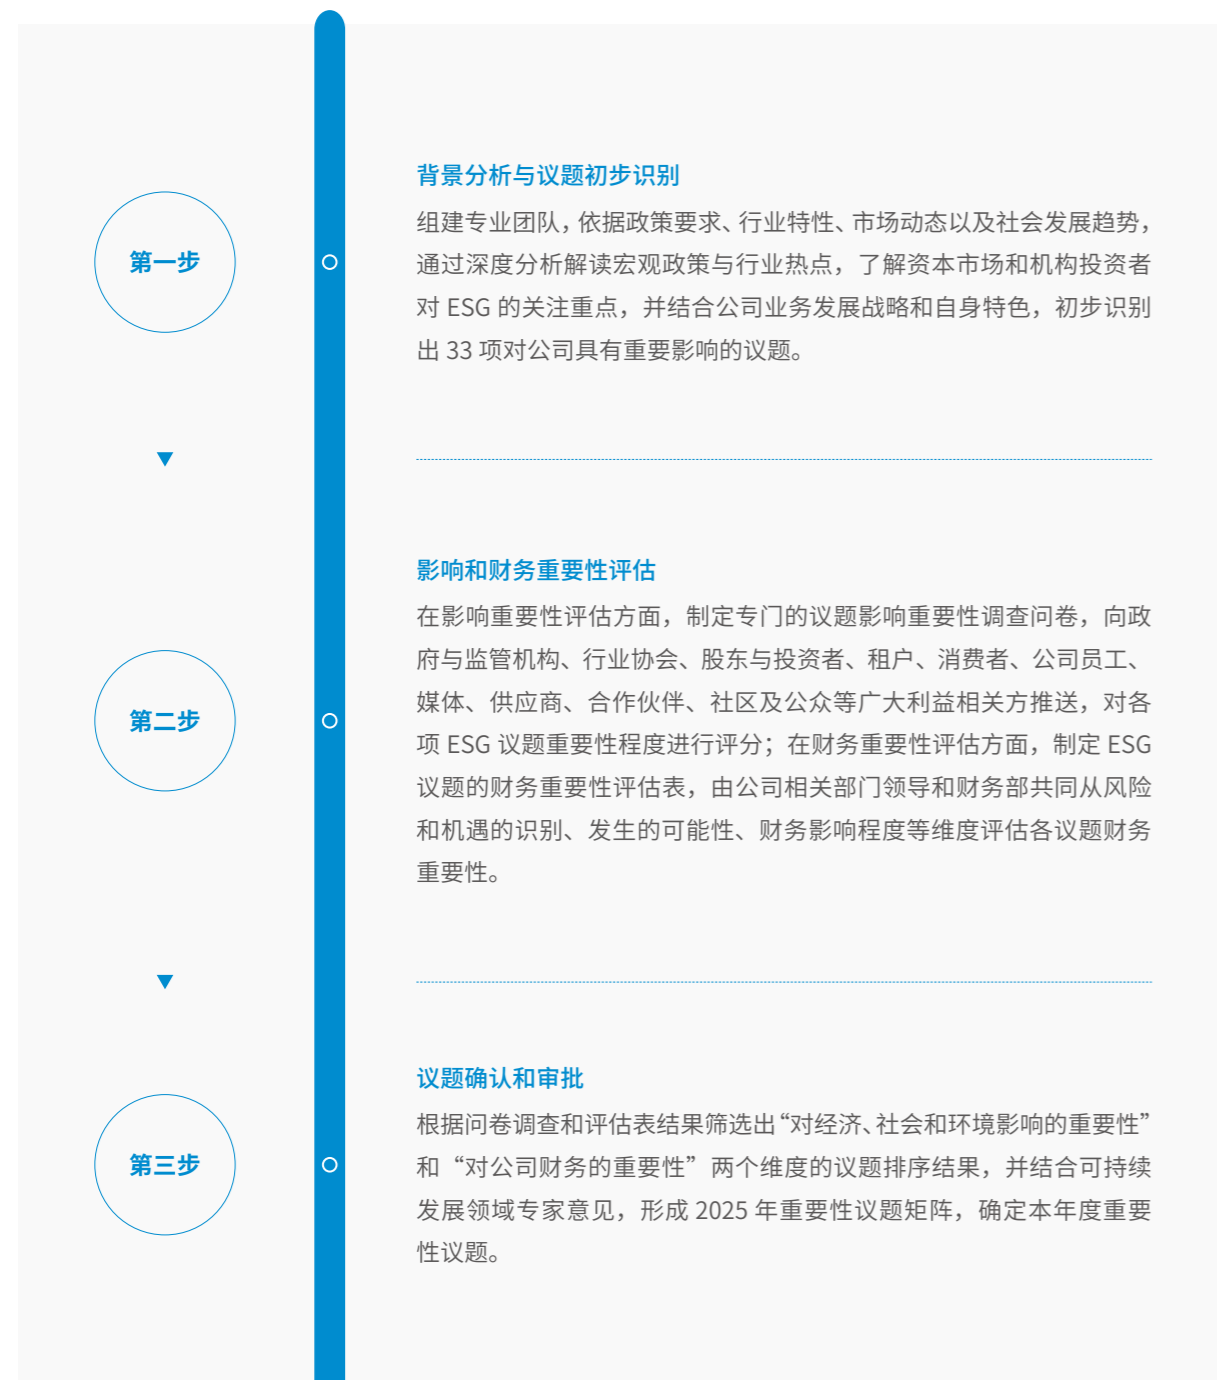 第一步
背景分析与议题初步识别
组建专业团队，依据政策要求、行业特性、市场动态以及社会发展趋势，
通过深度分析解读宏观政策与行业热点，了解资本市场和机构投资者
对 ESG 的关注重点，并结合公司业务发展战略和自身特色，初步识别
出 33 项对公司具有重要影响的议题。
第二步
影响和财务重要性评估
在影响重要性评估方面，制定专门的议题影响重要性调查问卷，向政
府与监管机构、行业协会、股东与投资者、租户、消费者、公司员工、
媒体、供应商、合作伙伴、社区及公众等广大利益相关方推送，对各
项 ESG 议题重要性程度进行评分；在财务重要性评估方面，制定 ESG
议题的财务重要性评估表，由公司相关部门领导和财务部共同从风险
和机遇的识别、发生的可能性、财务影响程度等维度评估各议题财务
重要性。
第三步
议题确认和审批
根据问卷调查和评估表结果筛选出“对经济、社会和环境影响的重要性”
和“对公司财务的重要性”两个维度的议题排序结果，并结合可持续
发展领域专家意见，形成 2025 年重要性议题矩阵，确定本年度重要
性议题。